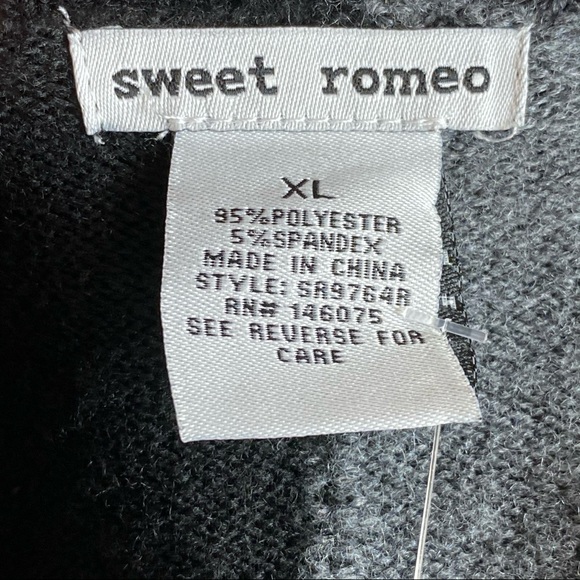 sweet romeo
XL
95%POLYESTER
5%SPANDEX
MADE IN CHINA
STYLE: SR9764R
RN# 146075
SEE REVERSE FOR
CARE